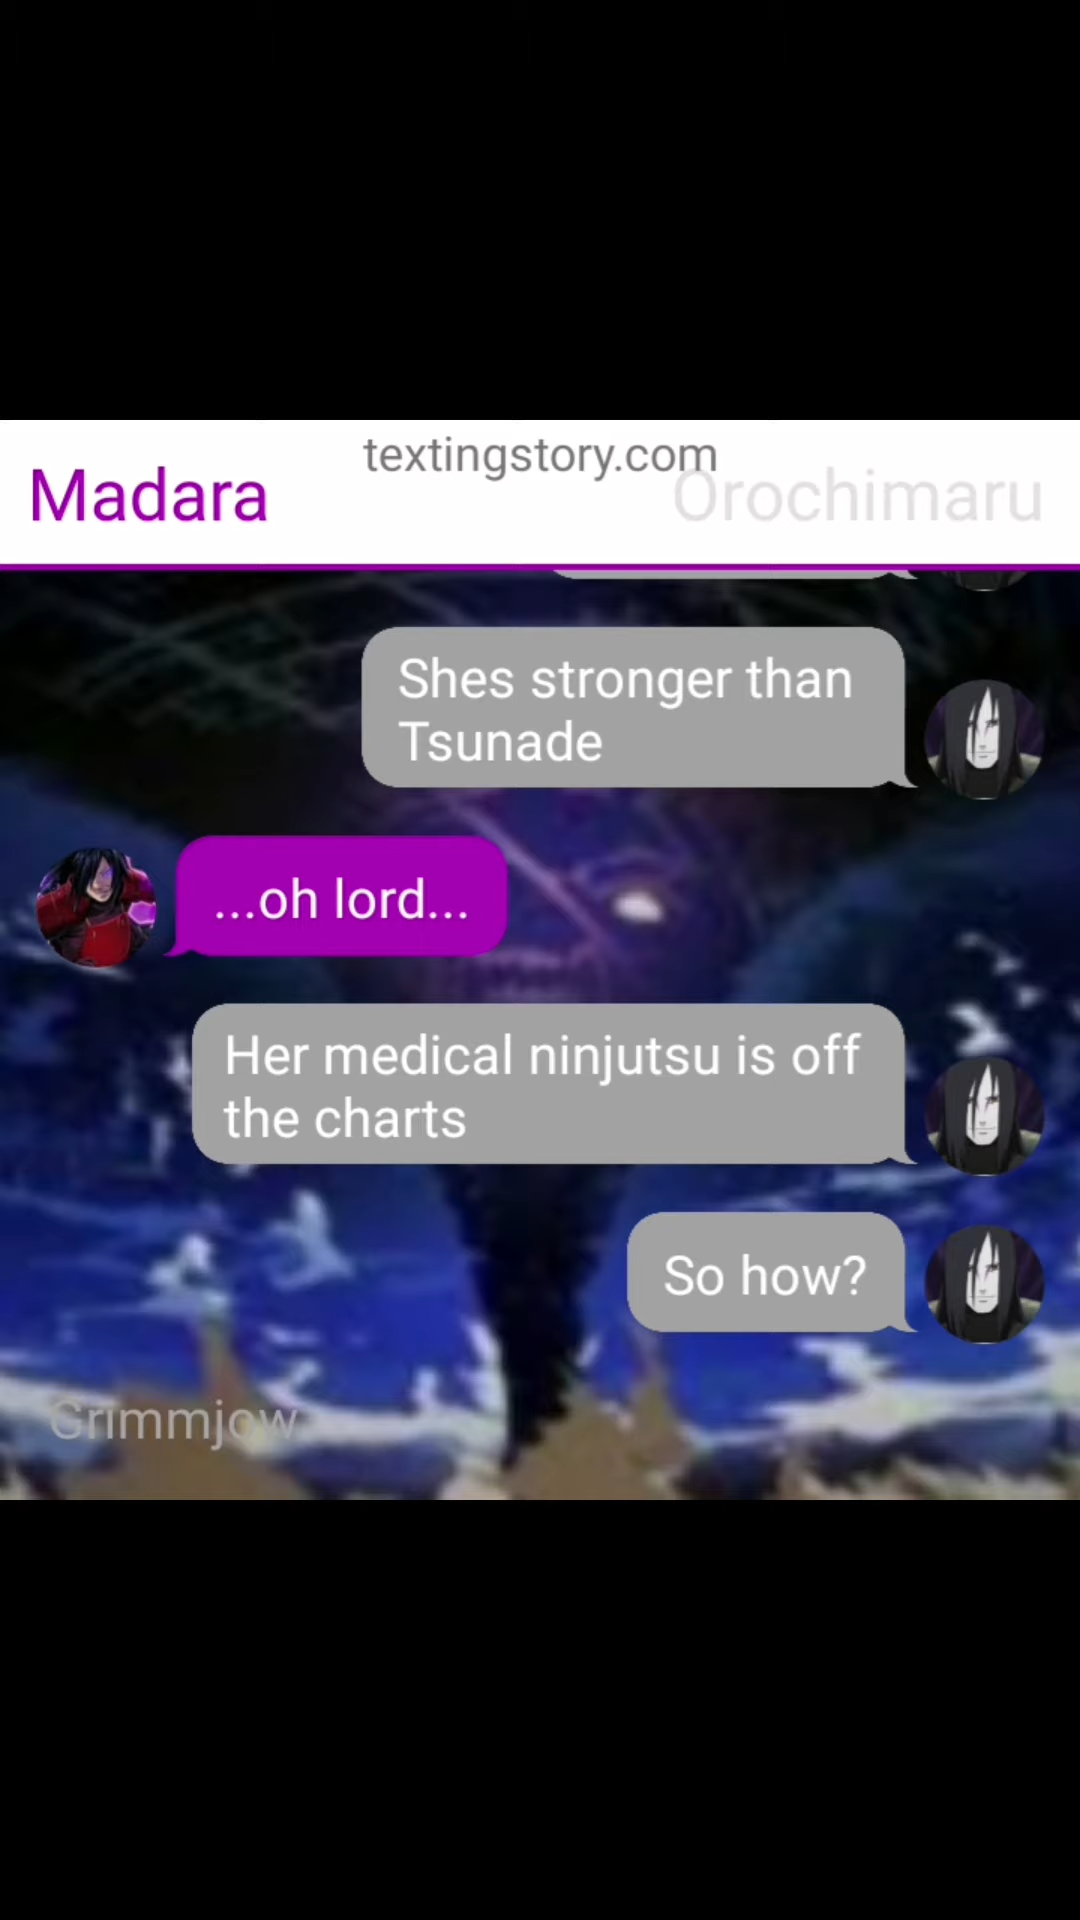 textingstory.com
Madara
Orochimaru
Shes stronger than
Tsunade
...oh lord...
Her medical ninjutsu is off
the charts
So how?
Grimmjow